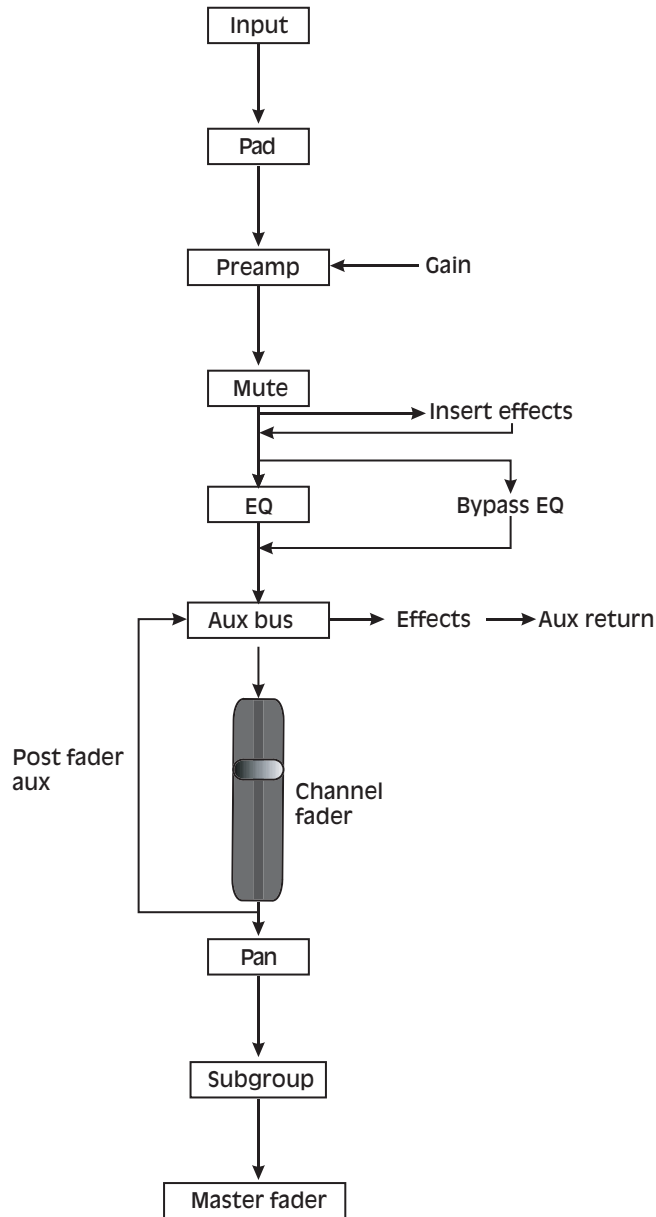 Input
Pad
Preamp
Gain
Mute
Insert effects
EQ
Bypass EQ
Aux bus
Effects
Aux return
Post fader
aux
Channel
fader
Pan
Subgroup
Master fader